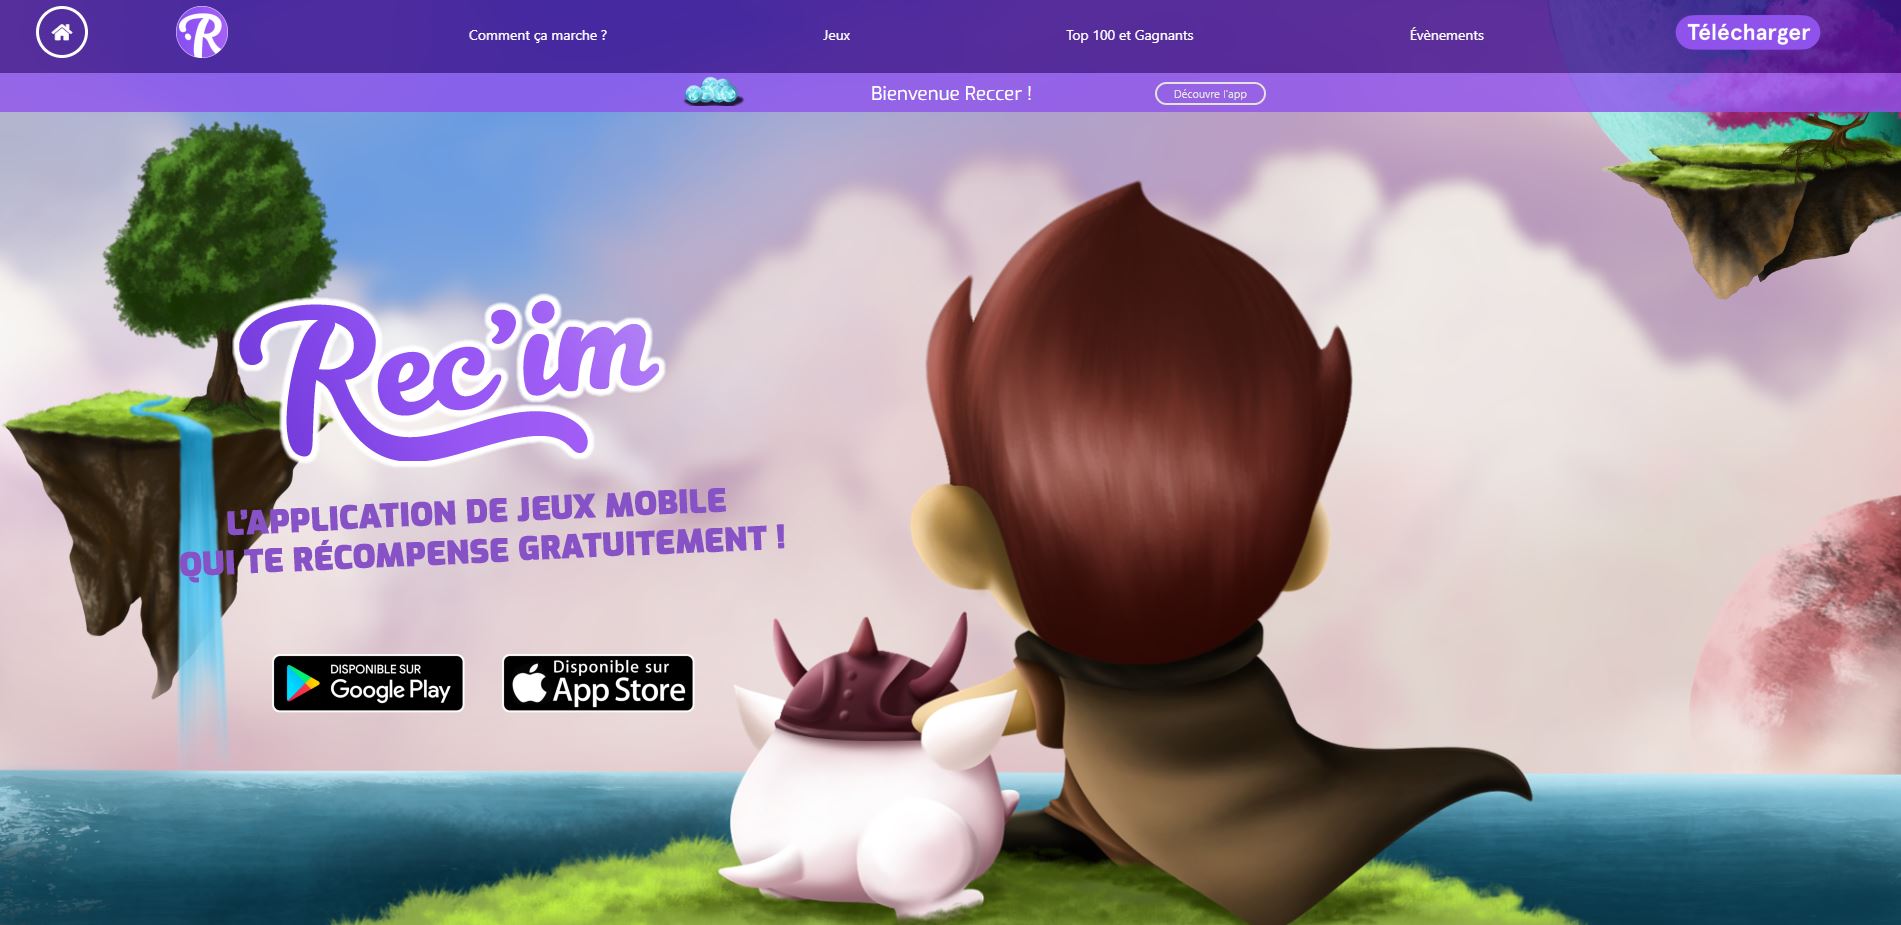 R
Comment ça marche ?
Jeux
Top 100 et Gagnants
Évènements
Télécharger
Bienvenue Reccer !
Découvre l'app
Rec'im
L'APPLICATION DE JEUX MOBILE
QUI TE RÉCOMPENSE GRATUITEMENT !
DISPONIBLE SUR
Google Play
Disponible sur
App Store